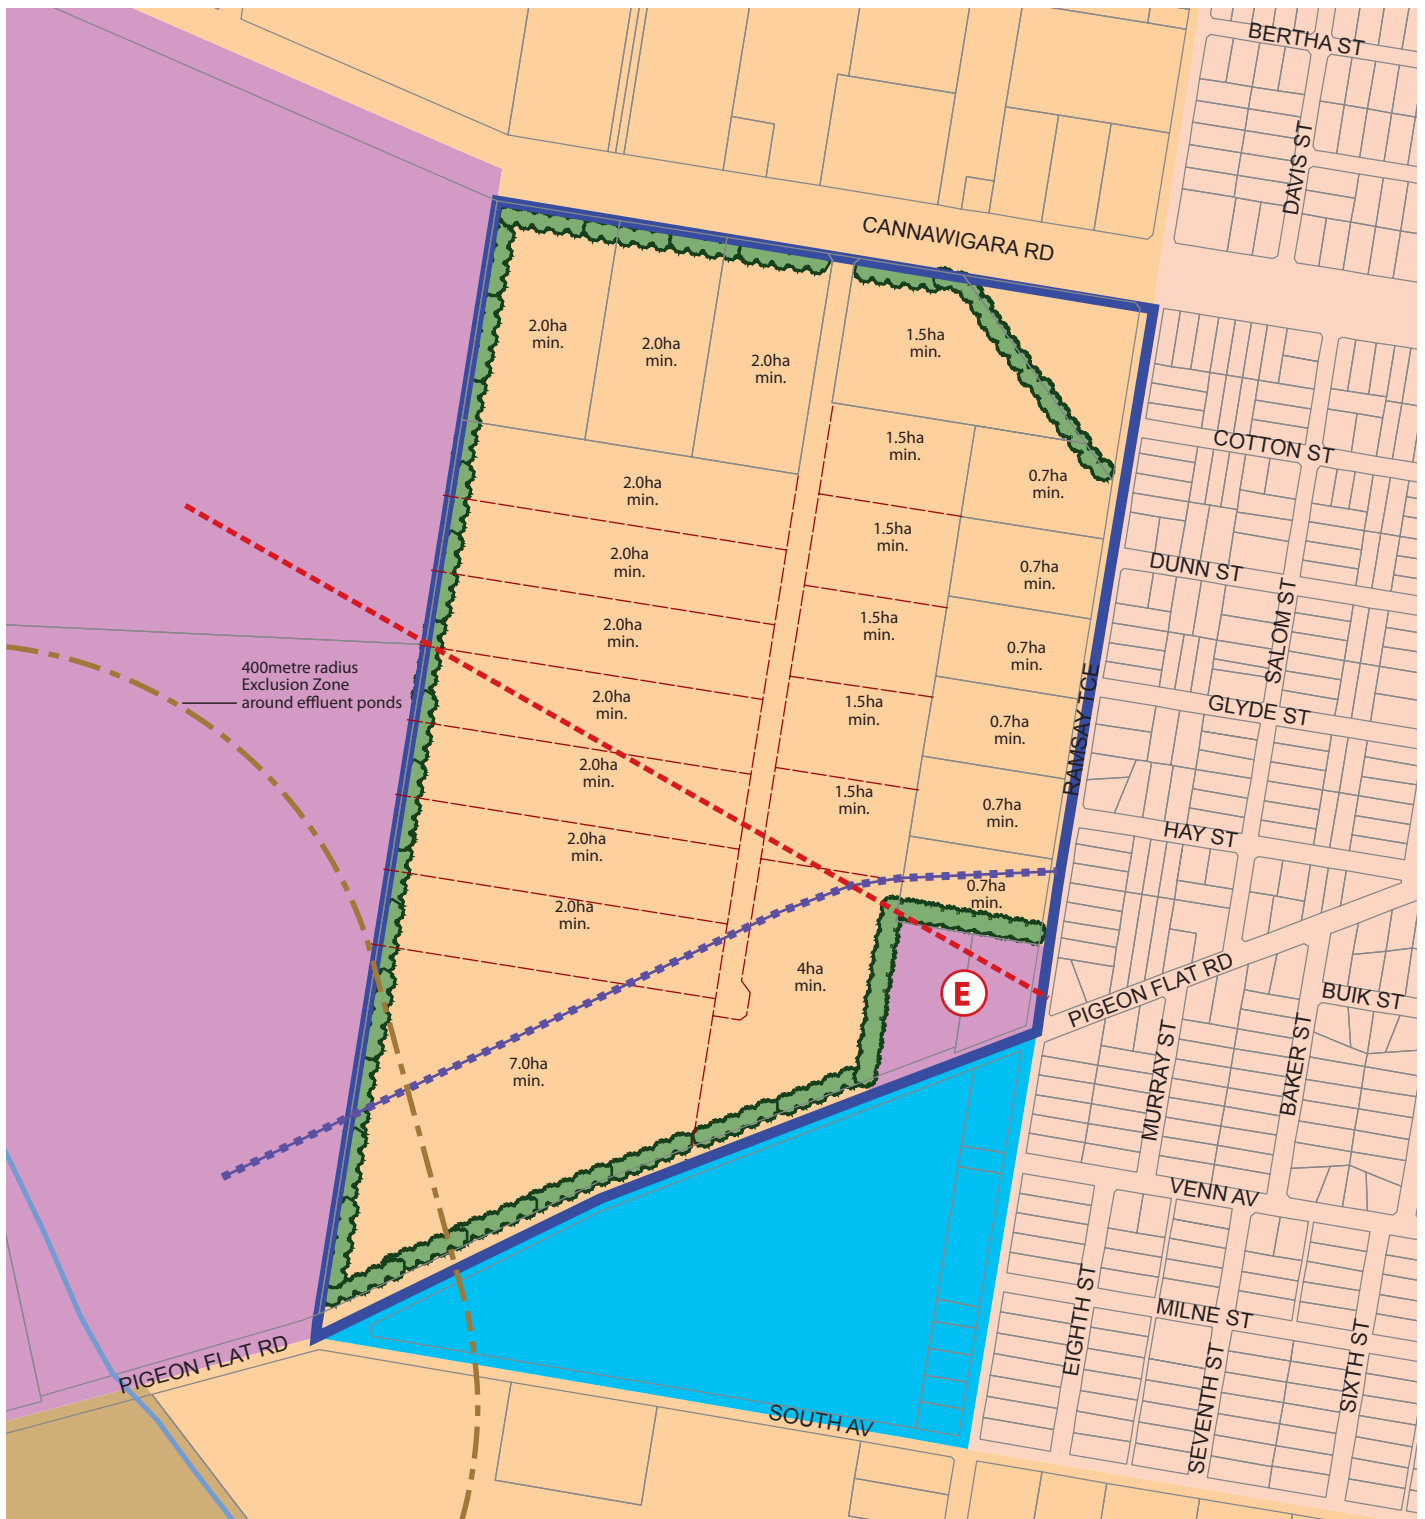 BERTHA ST
DAVIS ST
CANNAWIGARA RD
2.0ha
min.
2.0ha
min.
2.0ha
min.
1.5ha
min.
COTTON ST
1.5ha
min.
0.7ha
min.
2.0ha
min.
1.5ha
min.
DUNN ST
2.0ha
min.
0.7ha
min.
SALOM ST
2.0ha
min.
1.5ha
min.
0.7ha
min.
400metre radius
Exclusion Zone
around effluent ponds
2.0ha
min.
1.5ha
min.
0.7ha
min.
RAMSAY TCE
GLYDE ST
2.0ha
min.
1.5ha
min.
0.7ha
min.
HAY ST
2.0ha
min.
0.7ha
min.
2.0ha
min.
4ha
min.
E
PIGEON FLAT RD
BUIK ST
7.0ha
min.
MURRAY ST
BAKER ST
VENN AV
EIGHTH ST
MILNE ST
PIGEON FLAT RD
SOUTH AV
SEVENTH ST
SIXTH ST